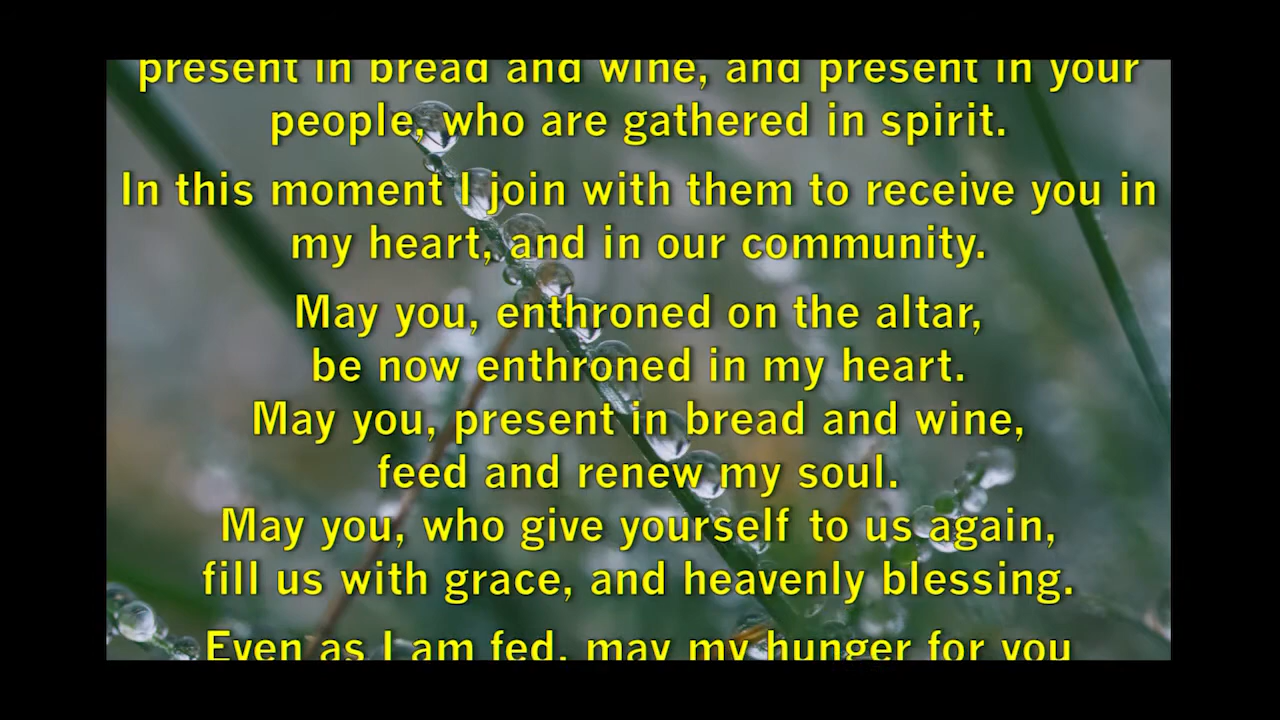 present in bread and wine, and present in your
people, who are gathered in spirit.
In this moment I join with them to receive you in
my heart, and in our community.
May you, enthroned on the altar,
be now enthroned in my heart.
May you, present in bread and wine,
feed and renew my soul.
May you, who give yourself to us again,
fill us with grace, and heavenly blessing.
Even as I am fed, may my hunger for you